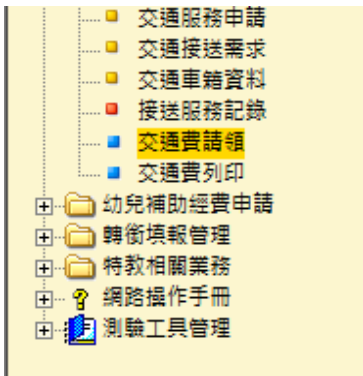 交通服務申請
交通接送需求
交通車箱資料
接送服務記錄
交通費請領
交通費列印
幼兒補助經費申請
轉銜填報管理
特教相關業務
網路操作手冊
測驗工具管理